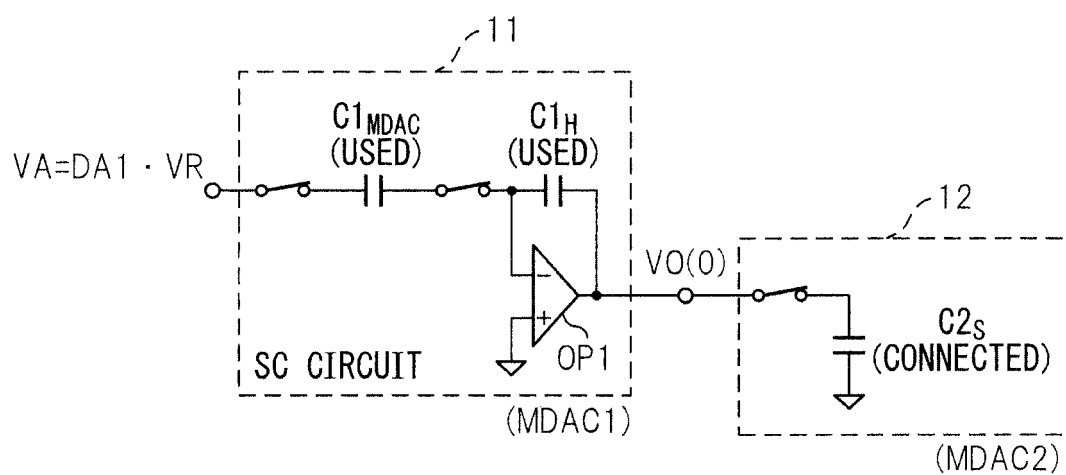 11
C1MDAC
(USED)
C1H
(USED)
VA=DA1 · VR
12
VO(0)
−
+
OP1
C2S
(CONNECTED)
SC CIRCUIT
(MDAC1)
(MDAC2)